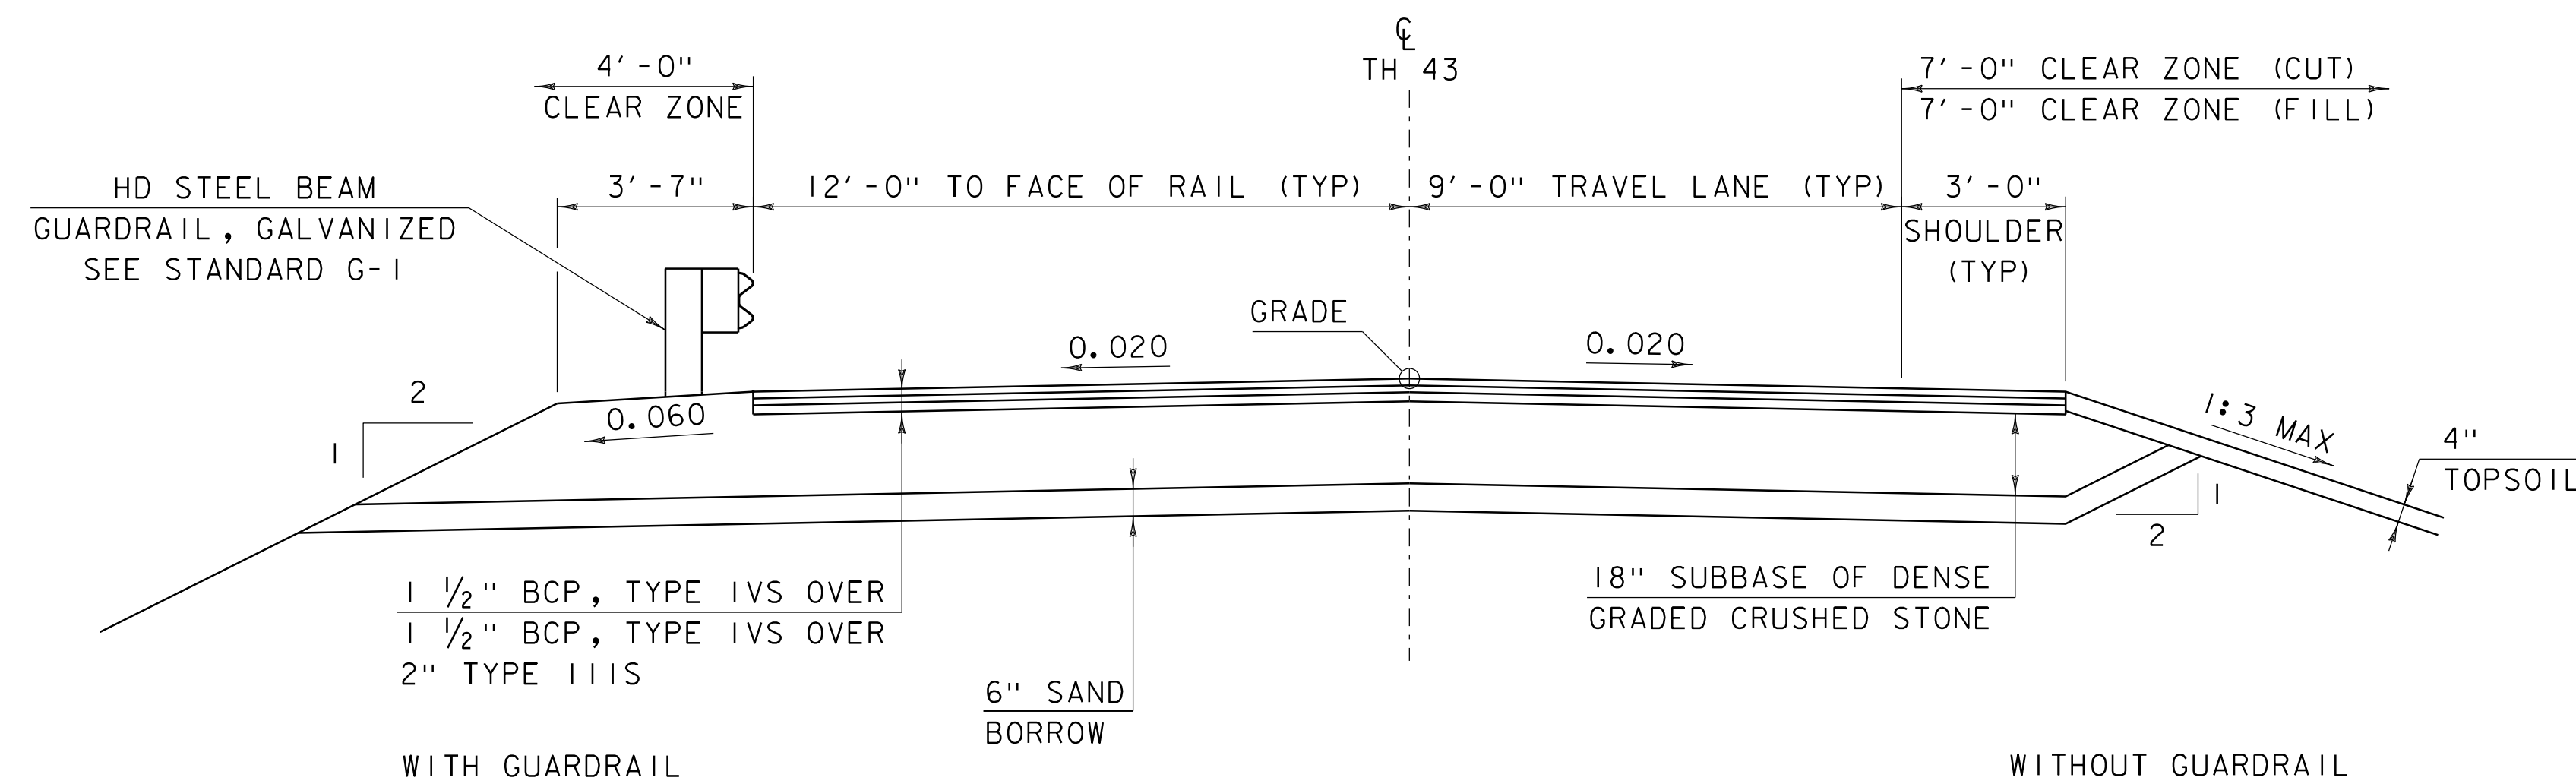 ℄
TH 43
4'-0"
CLEAR ZONE
7'-0" CLEAR ZONE (CUT)
7'-0" CLEAR ZONE (FILL)
HD STEEL BEAM
GUARDRAIL, GALVANIZED
SEE STANDARD G-1
3'-7"
12'-0" TO FACE OF RAIL (TYP)
9'-0" TRAVEL LANE (TYP)
3'-0"
SHOULDER
(TYP)
GRADE
0.020
0.020
2
1
0.060
1:3 MAX
4"
TOPSOIL
1
2
1 1/2" BCP, TYPE IVS OVER
1 1/2" BCP, TYPE IVS OVER
2" TYPE IIIS
18" SUBBASE OF DENSE
GRADED CRUSHED STONE
6" SAND
BORROW
WITH GUARDRAIL
WITHOUT GUARDRAIL